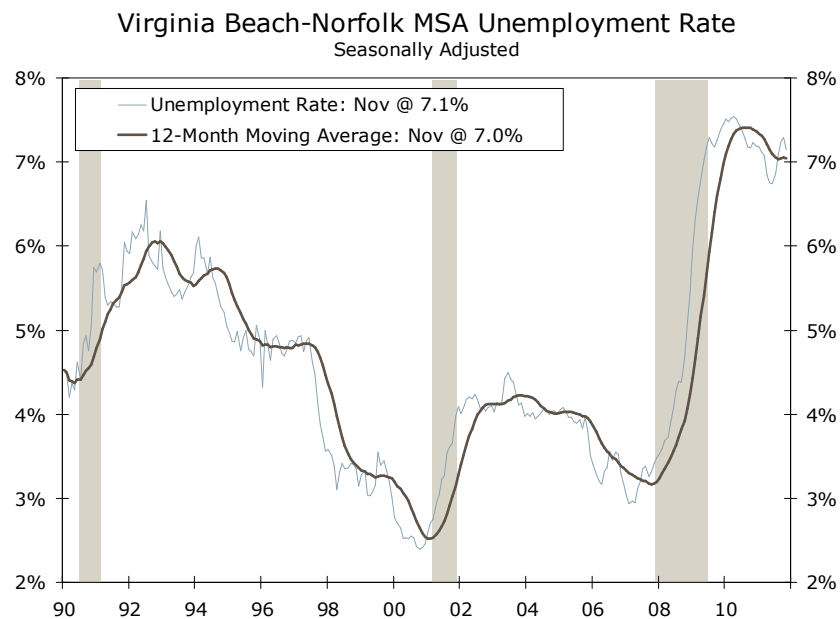 Virginia Beach-Norfolk MSA Unemployment Rate
Seasonally Adjusted
8% 8%
Unemployment Rate: Nov @ 7.1%
12-Month Moving Average: Nov @ 7.0%
7% 7%
6% 6%
5% 5%
4% 4%
3% 3%
2% 2%
90 92 94 96 98 00 02 04 06 08 10